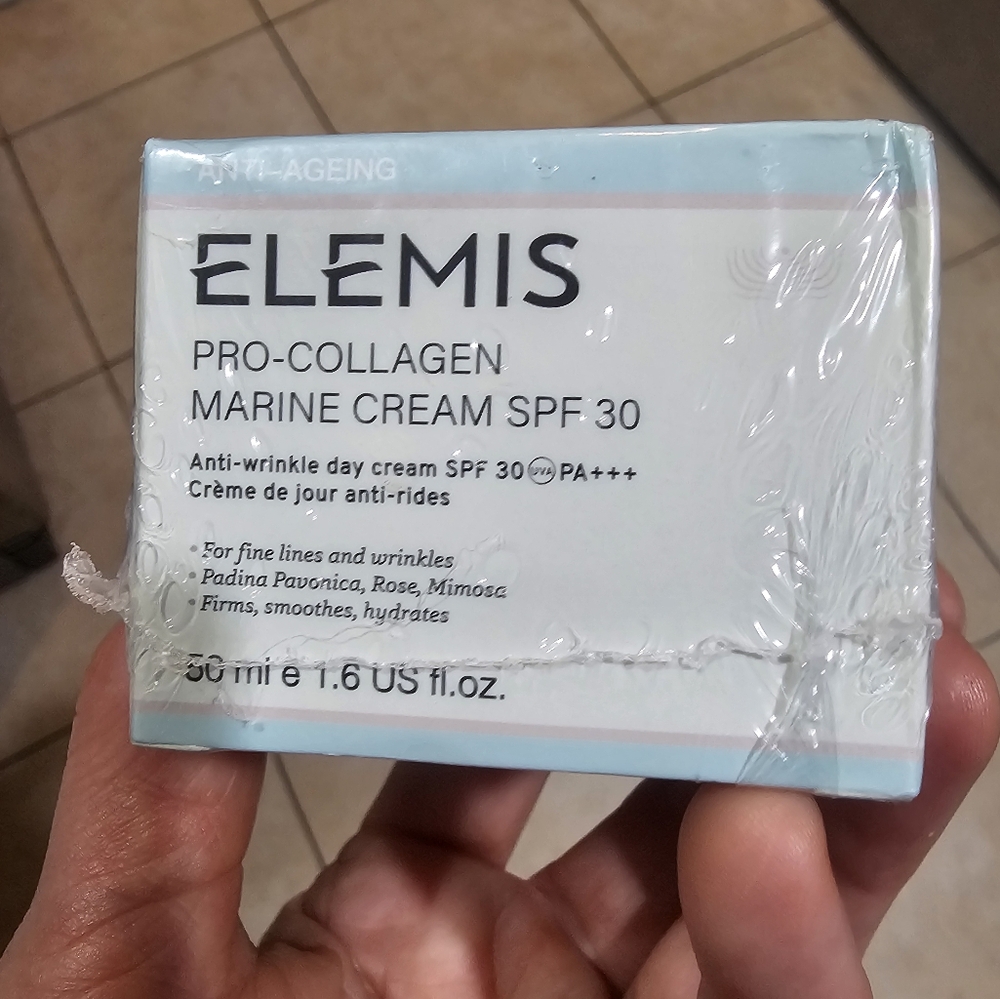 ANTI-AGEING
ELEMIS
PRO-COLLAGEN
MARINE CREAM SPF 30
Anti-wrinkle day cream SPF 30 UVA PA+++
Crème de jour anti-rides
• For fine lines and wrinkles
• Padina Pavonica, Rose, Mimosa
• Firms, smoothes, hydrates
50 ml e 1.6 US fl.oz.